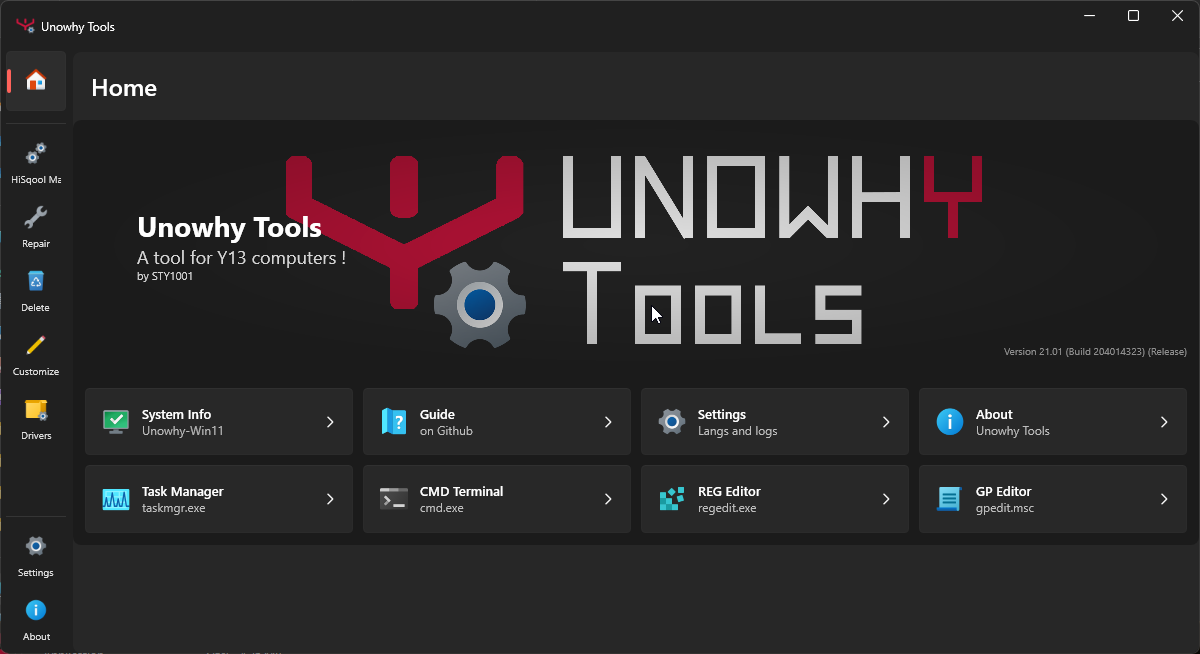 Unowhy Tools
Home
HiSqool Ma
Repair
Delete
Customize
Drivers
Settings
About
UNOWHY
TOOLS
Unowhy Tools
A tool for Y13 computers !
by STY1001
Version 21.01 (Build 204014323) (Release)
System Info
Unowhy-Win11
Guide
on Github
Settings
Langs and logs
About
Unowhy Tools
Task Manager
taskmgr.exe
CMD Terminal
cmd.exe
REG Editor
regedit.exe
GP Editor
gpedit.msc